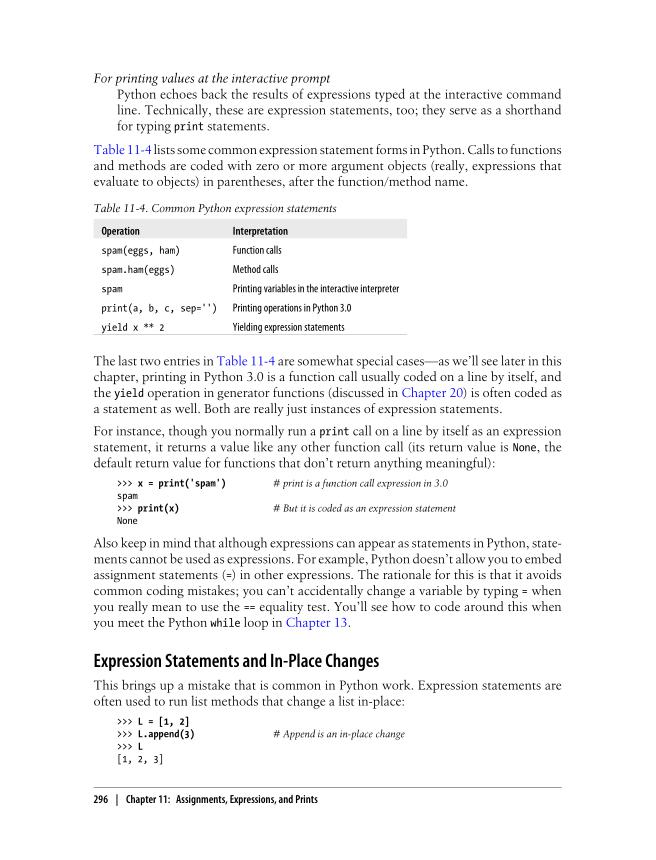 For printing values at the interactive prompt
Python echoes back the results of expressions typed at the interactive command
line. Technically, these are expression statements, too; they serve as a shorthand
for typing print statements.
Table 11-4 lists some common expression statement forms in Python. Calls to functions
and methods are coded with zero or more argument objects (really, expressions that
evaluate to objects) in parentheses, after the function/method name.
Table 11-4. Common Python expression statements
Operation Interpretation
spam(eggs, ham) Function calls
spam.ham(eggs) Method calls
spam Printing variables in the interactive interpreter
print(a, b, c, sep='') Printing operations in Python 3.0
yield x ** 2 Yielding expression statements
The last two entries in Table 11-4 are somewhat special cases—as we’ll see later in this
chapter, printing in Python 3.0 is a function call usually coded on a line by itself, and
the yield operation in generator functions (discussed in Chapter 20) is often coded as
a statement as well. Both are really just instances of expression statements.
For instance, though you normally run a print call on a line by itself as an expression
statement, it returns a value like any other function call (its return value is None, the
default return value for functions that don’t return anything meaningful):
>>> x = print('spam') # print is a function call expression in 3.0
spam
>>> print(x) # But it is coded as an expression statement
None
Also keep in mind that although expressions can appear as statements in Python, state-
ments cannot be used as expressions. For example, Python doesn’t allow you to embed
assignment statements (=) in other expressions. The rationale for this is that it avoids
common coding mistakes; you can’t accidentally change a variable by typing = when
you really mean to use the == equality test. You’ll see how to code around this when
you meet the Python while loop in Chapter 13.
Expression Statements and In-Place Changes
This brings up a mistake that is common in Python work. Expression statements are
often used to run list methods that change a list in-place:
>>> L = [1, 2]
>>> L.append(3) # Append is an in-place change
>>> L
[1, 2, 3]
296 | Chapter 11: Assignments, Expressions, and Prints